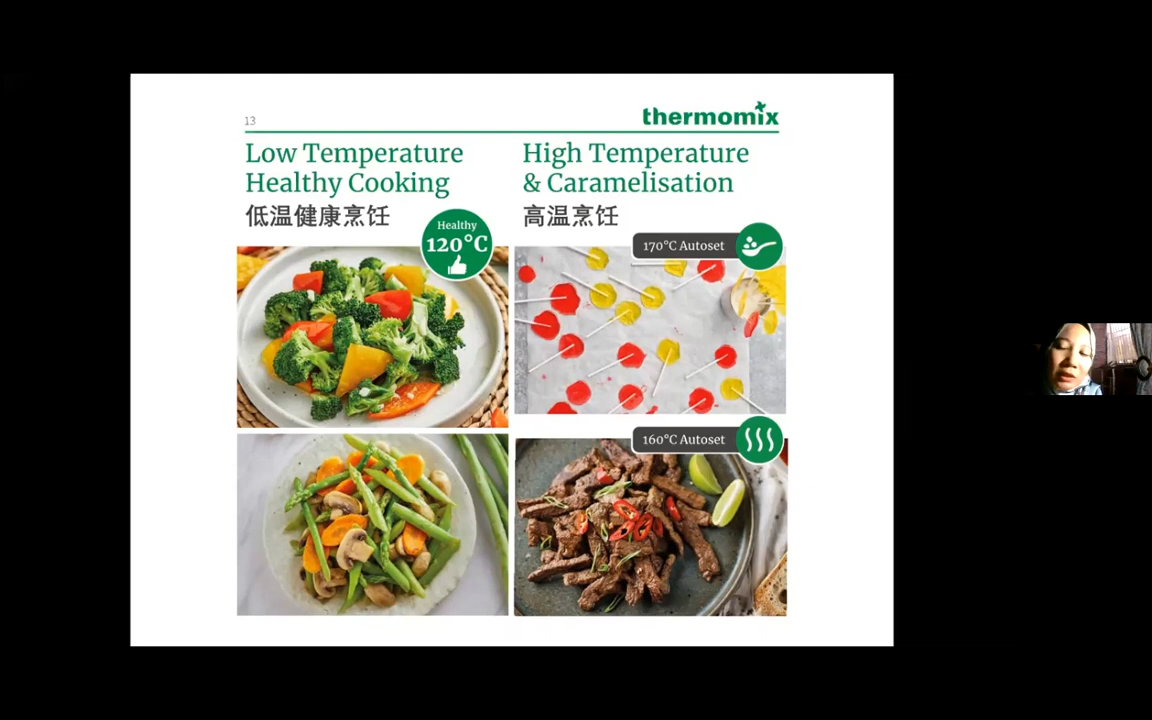 13
thermomix
Low Temperature
Healthy Cooking
低温健康烹饪
Healthy
120°C
High Temperature
& Caramelisation
高温烹饪
170°C Autoset
160°C Autoset